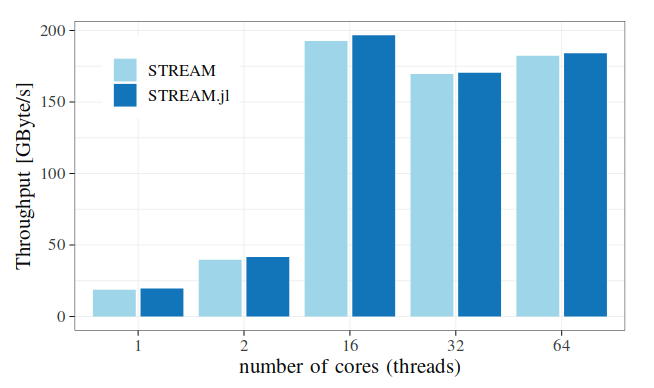 200
150
100
50
0
Throughput [GByte/s]
STREAM
STREAM.jl
1 2 16 32 64
number of cores (threads)